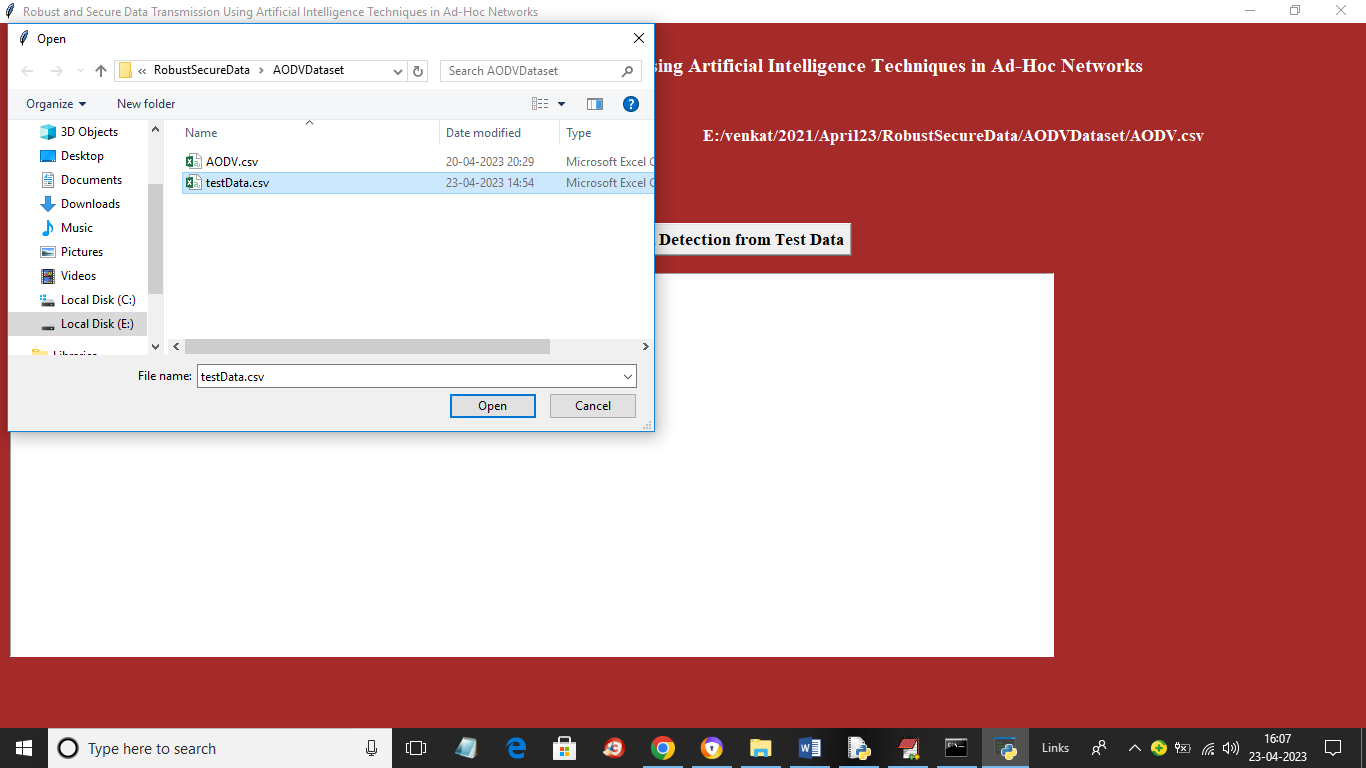 Robust and Secure Data Transmission Using Artificial Intelligence Techniques in Ad-Hoc Networks
Open
« RobustSecureData > AODVDataset
Search AODVDataset
Organize
New folder
Name
Date modified
Type
3D Objects
Desktop
Documents
Downloads
Music
Pictures
Videos
Local Disk (C:)
Local Disk (E:)
AODV.csv 20-04-2023 20:29 Microsoft Excel
testData.csv 23-04-2023 14:54 Microsoft Excel
File name: testData.csv
Open
Cancel
sing Artificial Intelligence Techniques in Ad-Hoc Networks
E:/venkat/2021/April23/RobustSecureData/AODVDataset/AODV.csv
Detection from Test Data
Type here to search
Links
16:07
23-04-2023